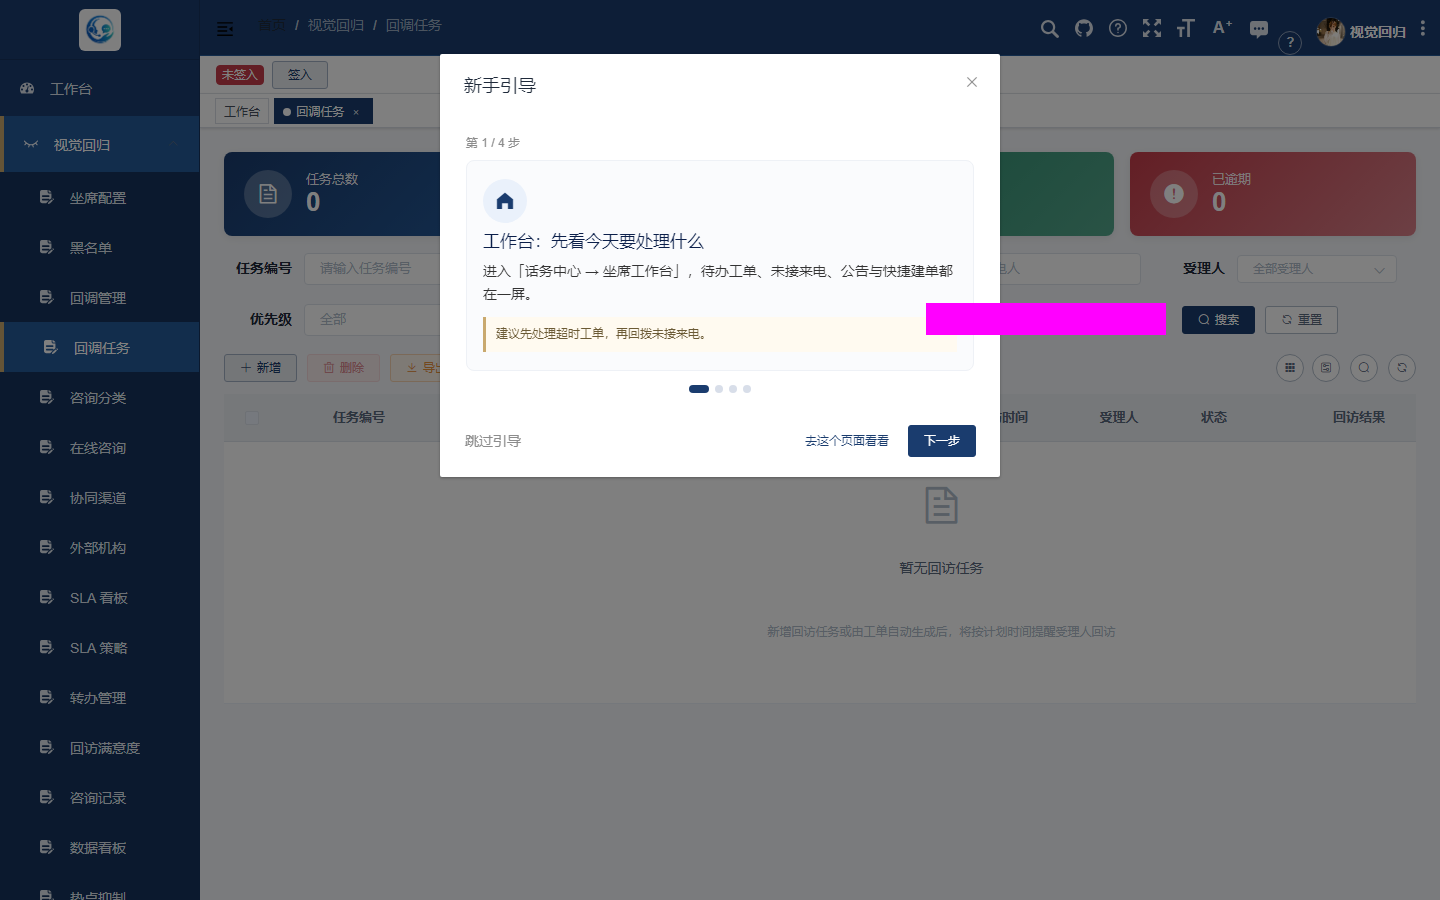 首页 / 视觉回归 / 回调任务
视觉回归
工作台
视觉回归
坐席配置
黑名单
回调管理
回调任务
咨询分类
在线咨询
协同渠道
外部机构
SLA 看板
SLA 策略
转办管理
回访满意度
咨询记录
数据看板
热点抑制
未签入
签入
工作台
回调任务 ×
任务总数
0
已逾期
0
任务编号
请输入任务编号
电人
受理人
全部受理人
优先级
全部
搜索
重置
新增
删除
导出
任务编号
时间
受理人
状态
回访结果
暂无回访任务
新增回访任务或由工单自动生成后，将按计划时间提醒受理人回访
新手引导
第 1 / 4 步
工作台：先看今天要处理什么
进入「话务中心 → 坐席工作台」，待办工单、未接来电、公告与快捷建单都
在一屏。
建议先处理超时工单，再回拨未接来电。
跳过引导
去这个页面看看
下一步